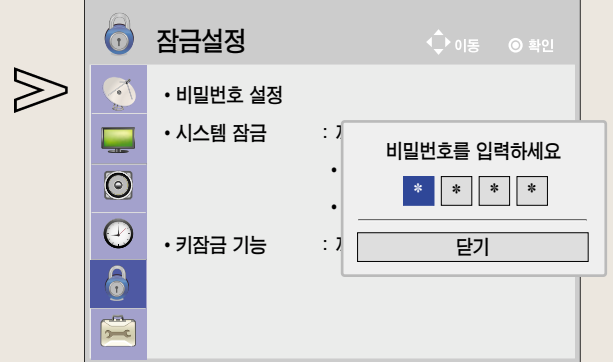 잠금설정
이동 ◎ 확인
• 비밀번호 설정
• 시스템 잠금 :
• 키잠금 기능 :
비밀번호를 입력하세요
* * * *
닫기